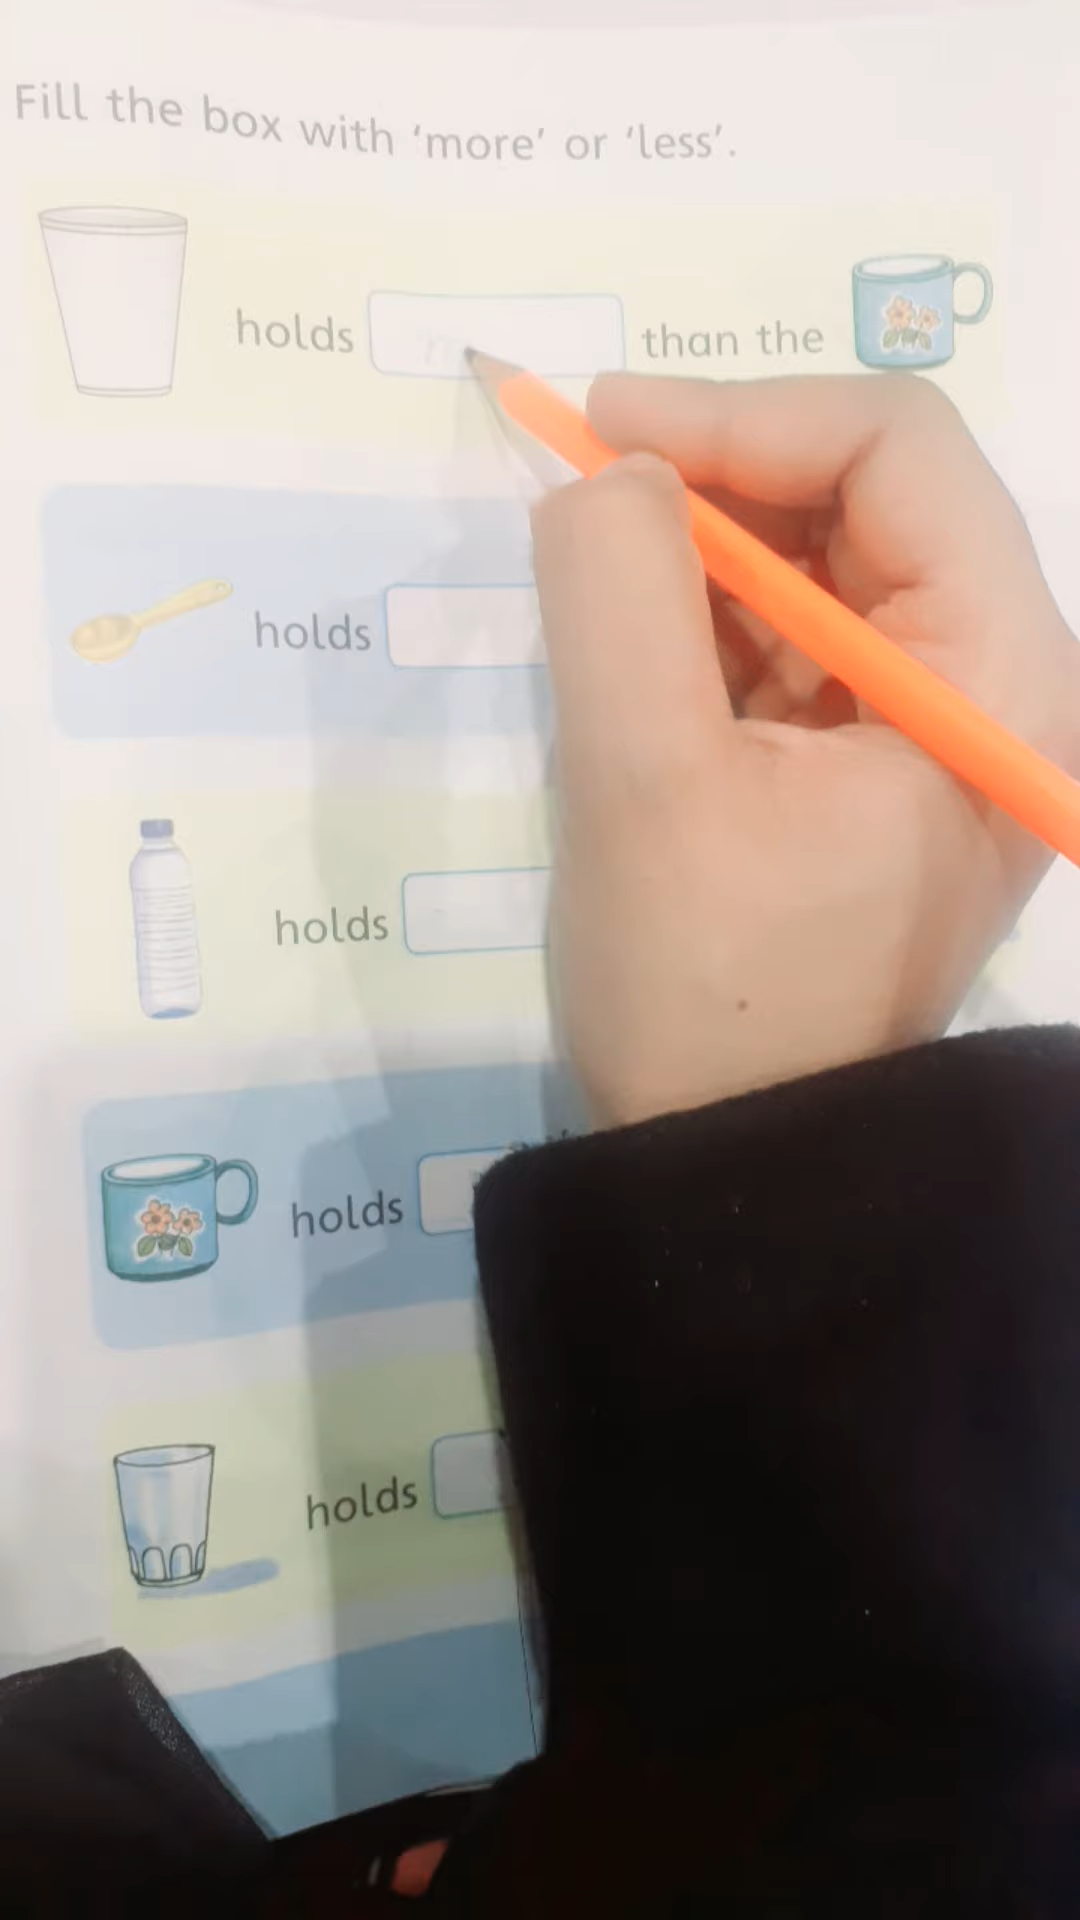 Fill the box with ‘more’ or ‘less’.
holds than the
holds
holds
holds
holds